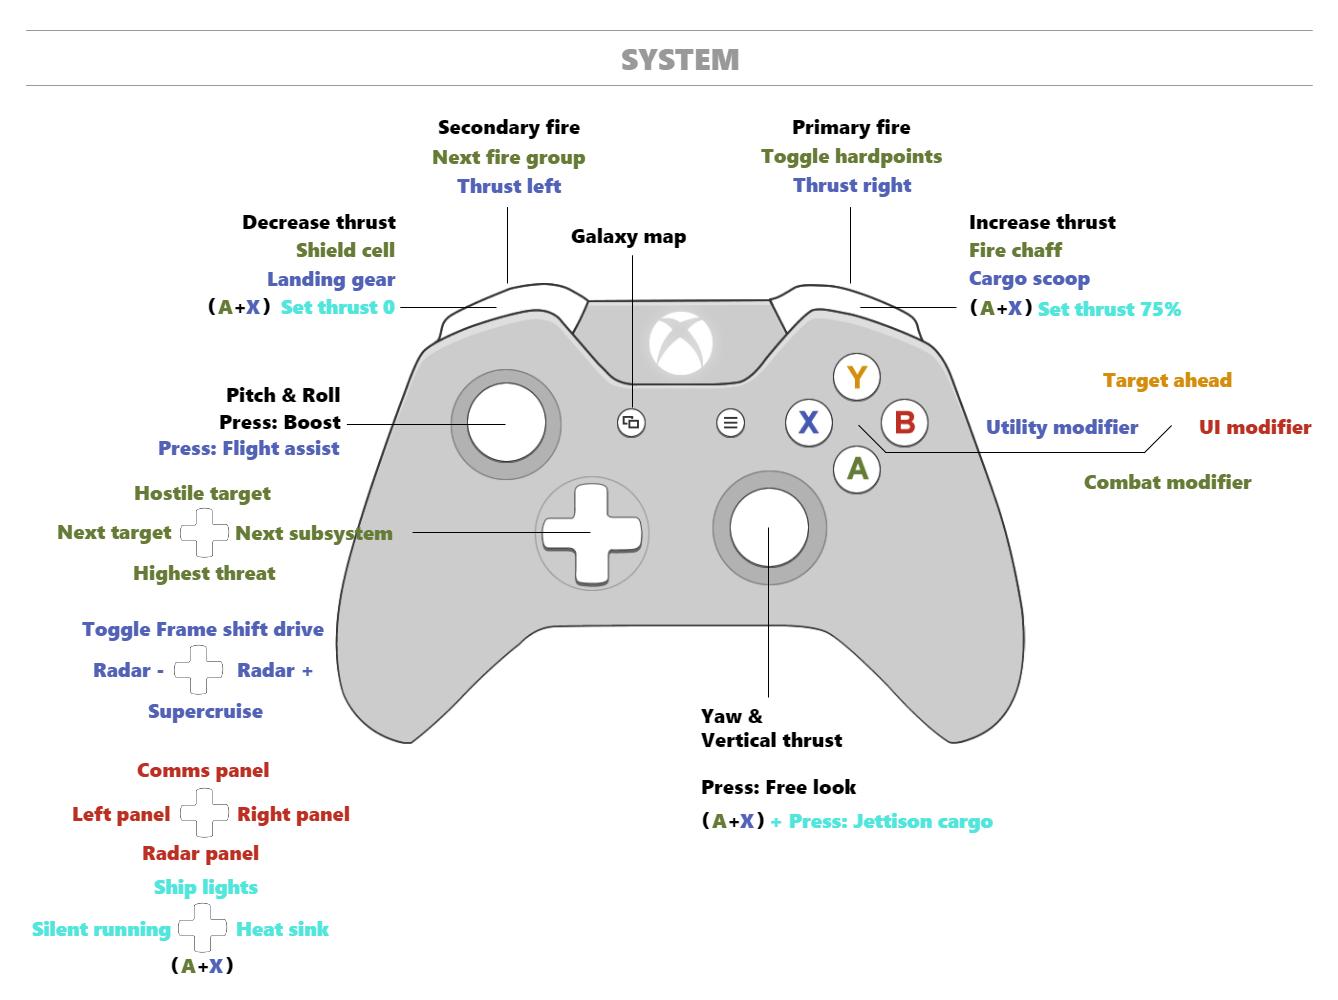 SYSTEM
Secondary fire
Next fire group
Thrust left
Primary fire
Toggle hardpoints
Thrust right
Decrease thrust
Shield cell
Landing gear
(A+X) Set thrust 0
Galaxy map
Increase thrust
Fire chaff
Cargo scoop
(A+X) Set thrust 75%
Pitch & Roll
Press: Boost
Press: Flight assist
Y
X
B
A
Target ahead
Utility modifier
UI modifier
Combat modifier
Hostile target
Next target
Next subsystem
Highest threat
Toggle Frame shift drive
Radar -
Radar +
Supercruise
Comms panel
Left panel
Right panel
Radar panel
Ship lights
Silent running
Heat sink
(A+X)
Yaw &
Vertical thrust
Press: Free look
(A+X) + Press: Jettison cargo